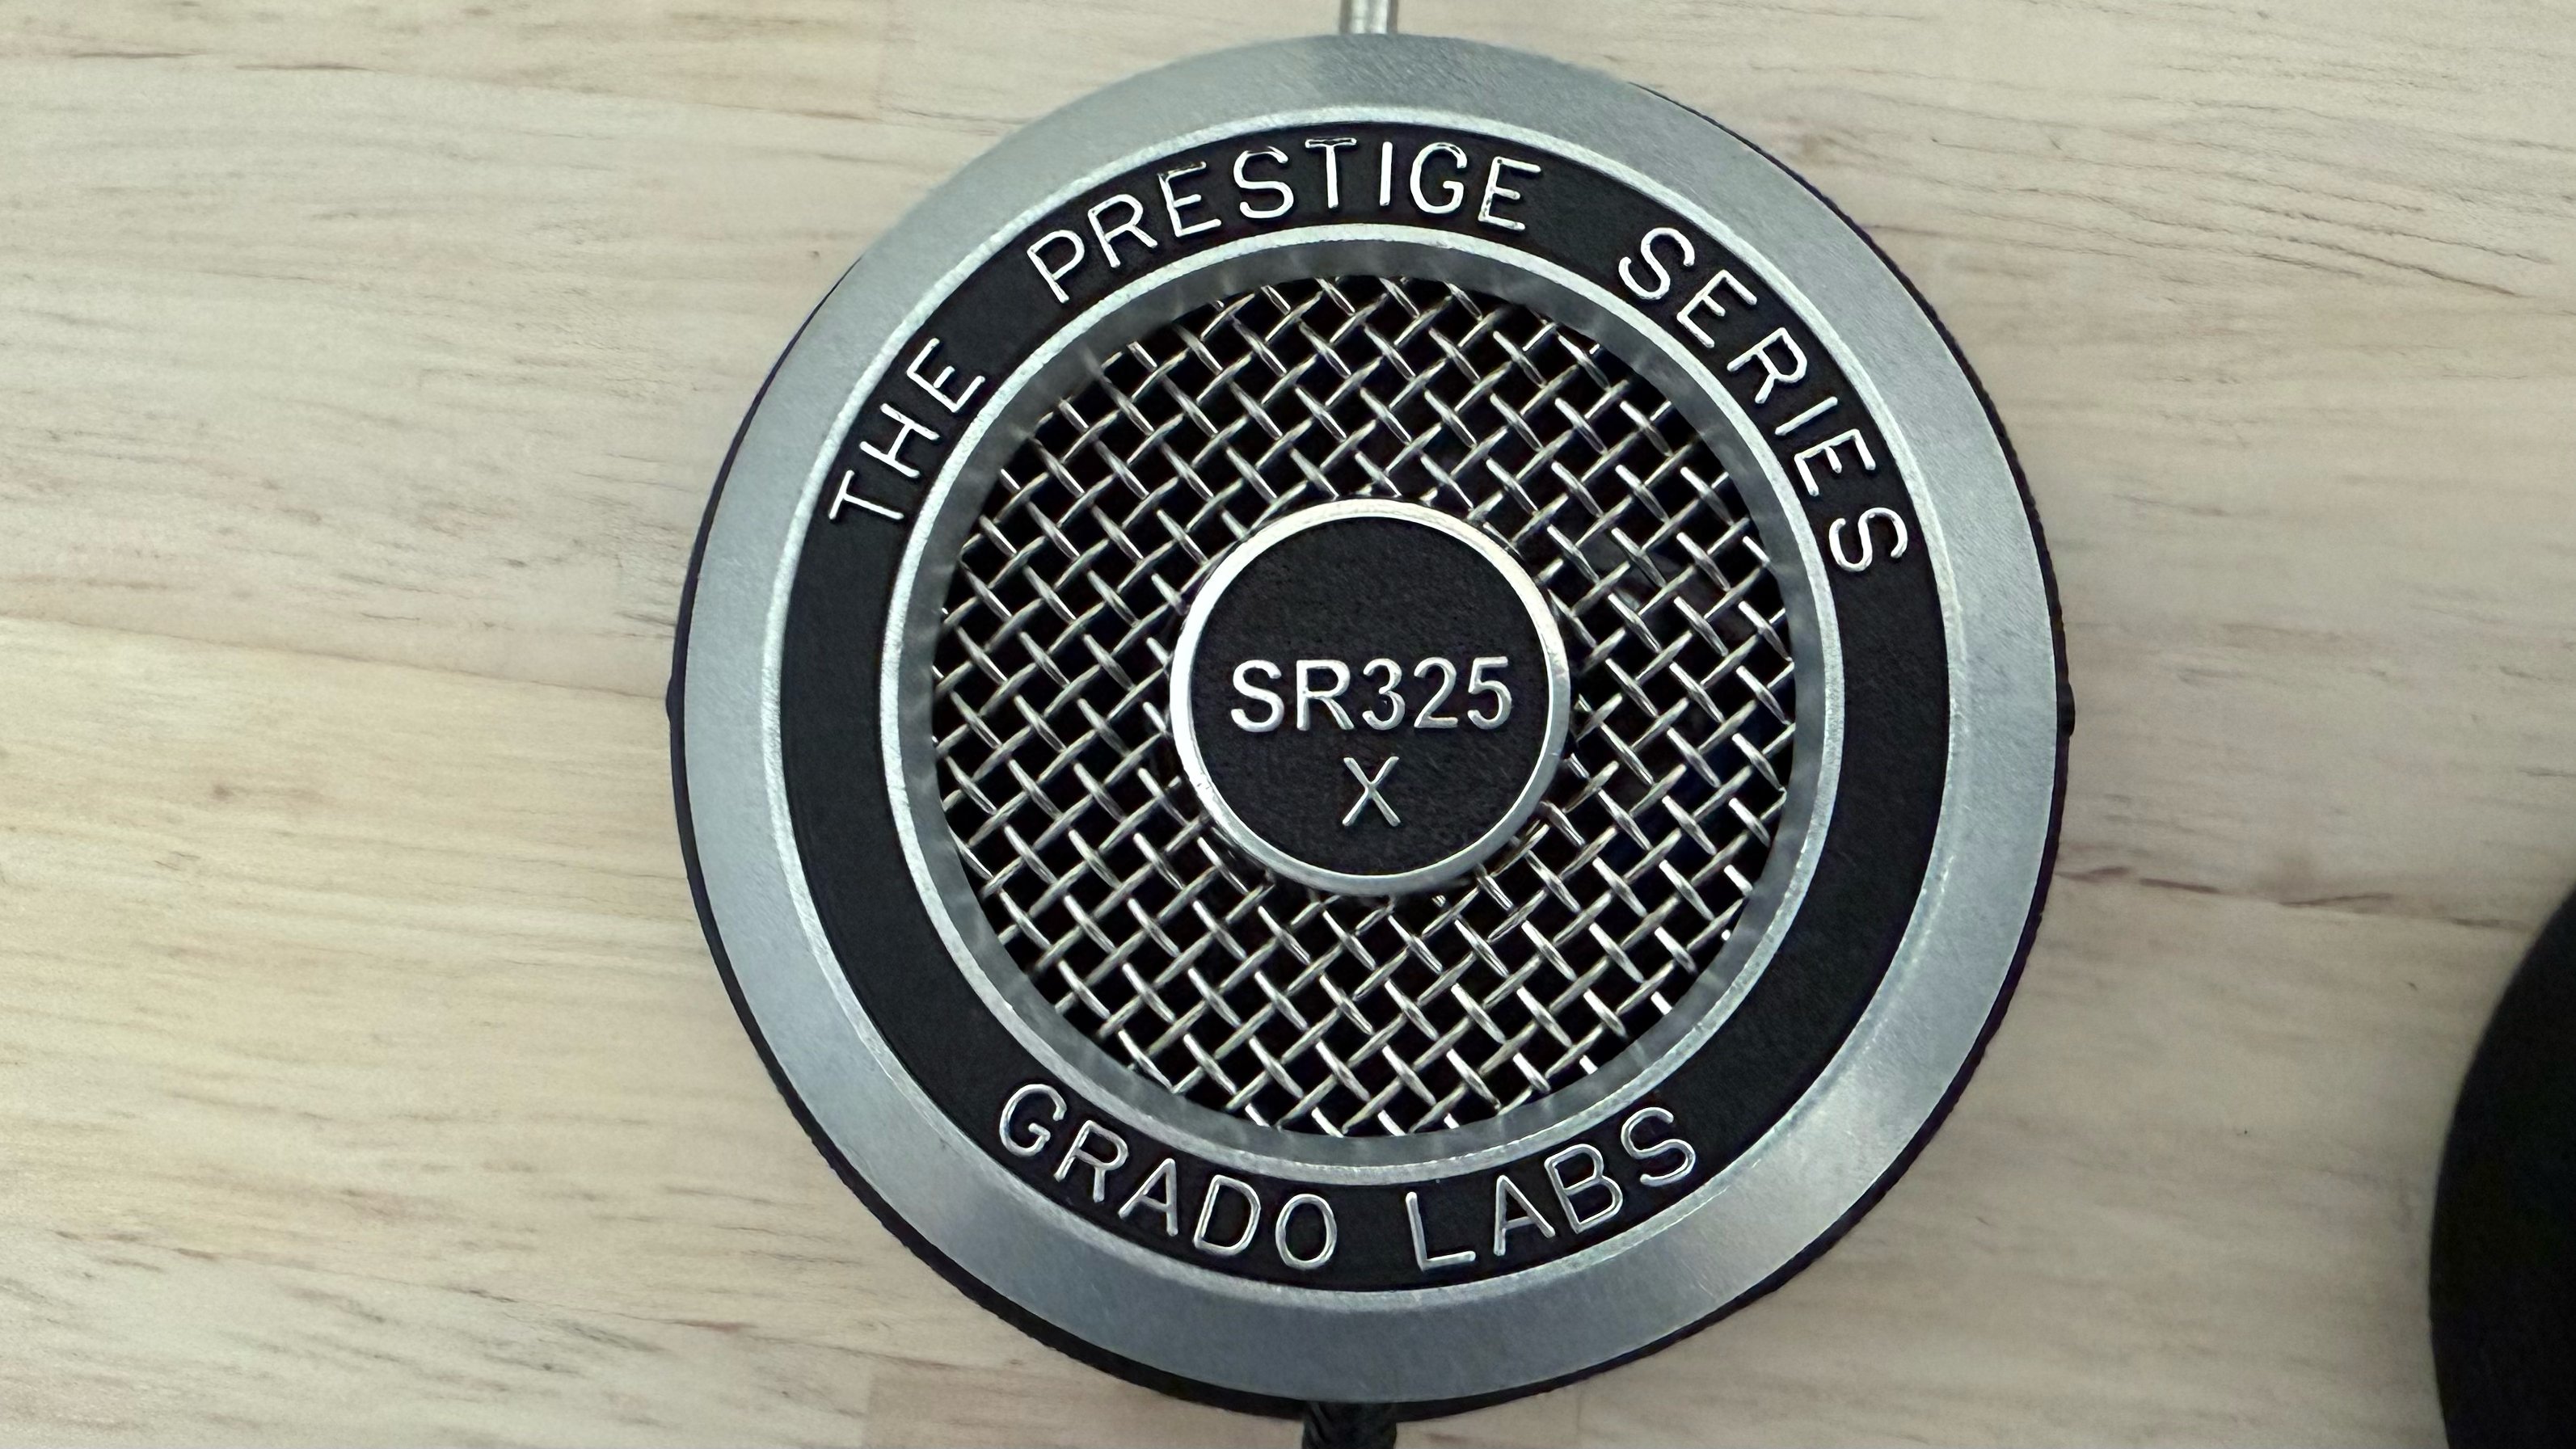 THE PRESTIGE SERIES
SR325
X
GRADO LABS